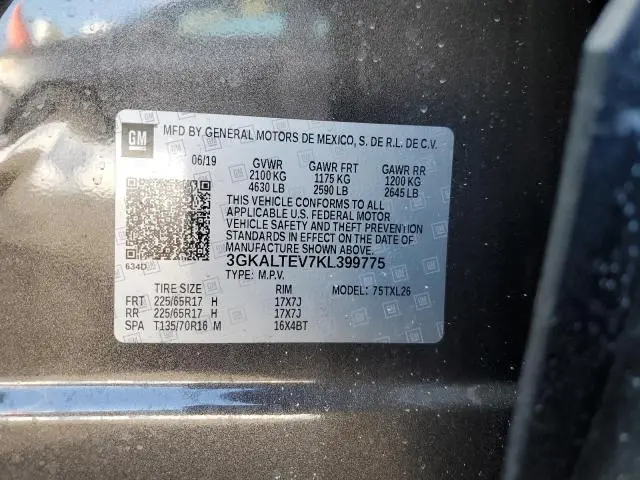 GM
MFD BY GENERAL MOTORS DE MEXICO, S. DE R.L. DE C.V.
06/19 GVWR GAWR FRT GAWR RR
2100 KG 1175 KG 1200 KG
4630 LB 2590 LB 2645 LB
THIS VEHICLE CONFORMS TO ALL
APPLICABLE U.S. FEDERAL MOTOR
VEHICLE SAFETY AND THEFT PREVENTION
STANDARDS IN EFFECT ON THE DATE OF
MANUFACTURE SHOWN ABOVE.
634D
3GKALTEV7KL399775
TYPE: M.P.V.
TIRE SIZE RIM MODEL: 75TXL26
FRT 225/65R17 H 17X7J
RR 225/65R17 H 17X7J
SPA T135/70R16 M 16X4BT